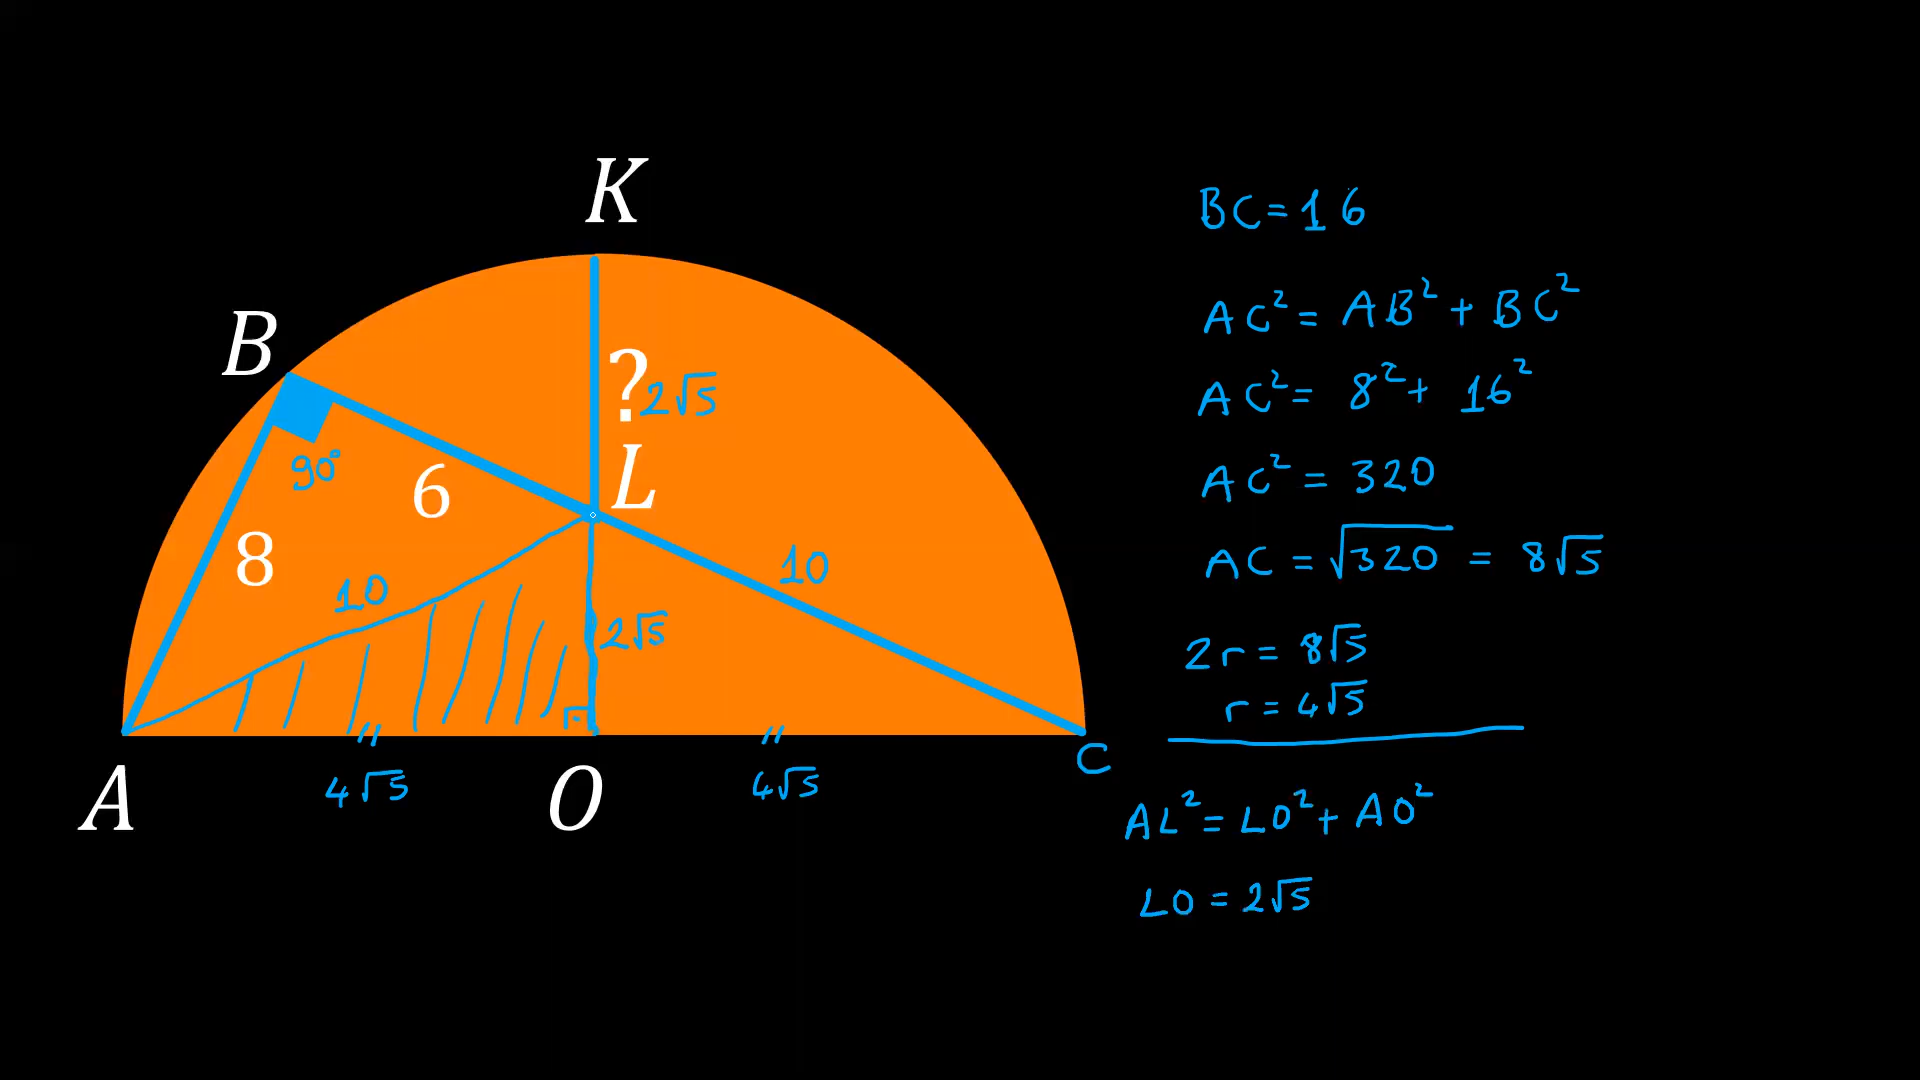 K
B
?
2√5
L
90°
6
8
10
10
2√5
A
4√5
O
4√5
C
BC=16
AC²= AB²+ BC²
AC²= 8²+ 16²
AC² = 320
AC = √320 = 8√5
2r = 8√5
r = 4√5
AL²= LO²+ AO²
LO = 2√5